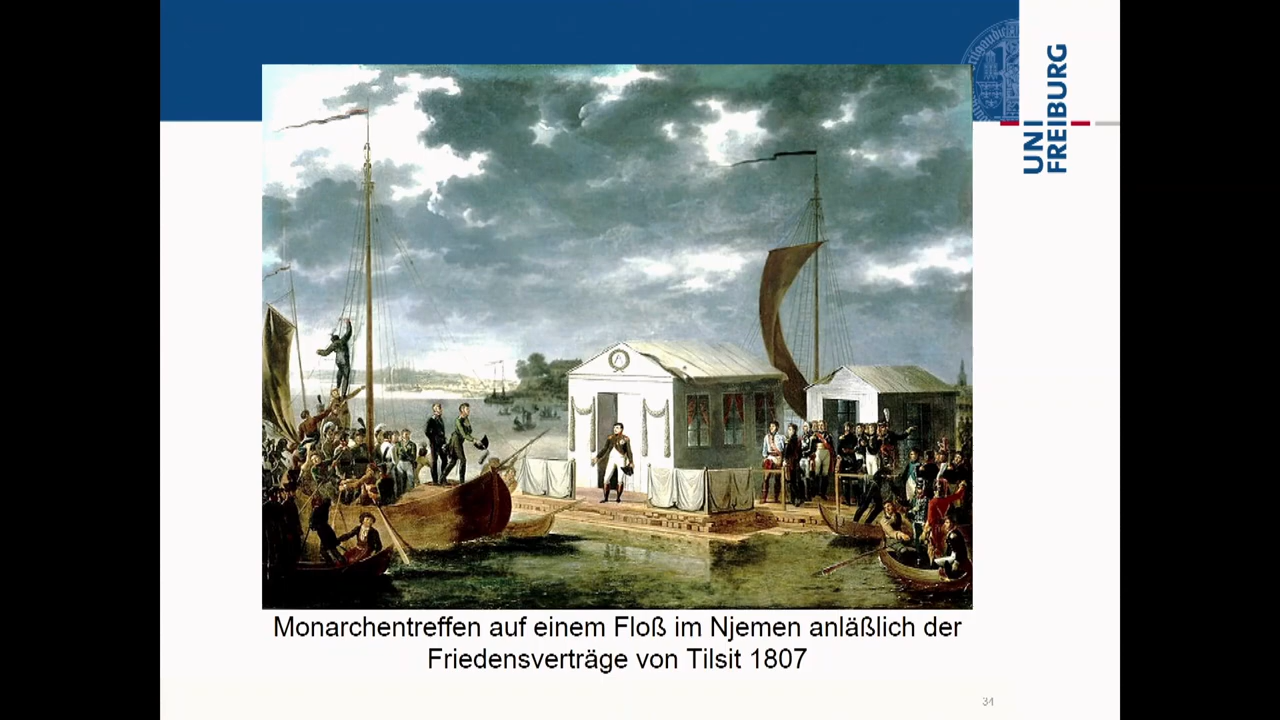 UNI
FREIBURG
Monarchentreffen auf einem Floß im Njemen anläßlich der
Friedensverträge von Tilsit 1807
34